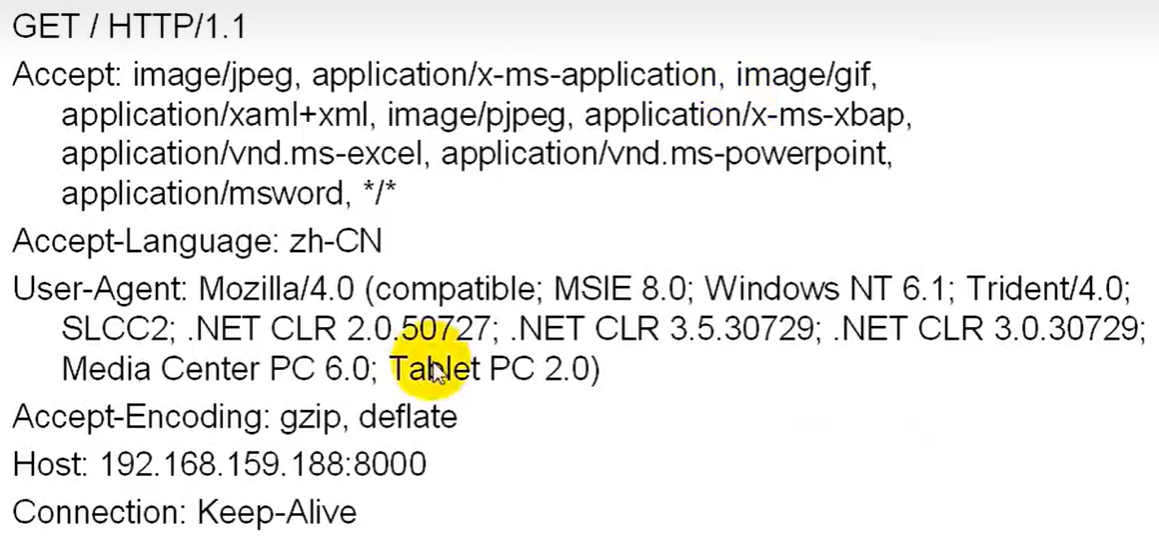 GET / HTTP/1.1
Accept: image/jpeg, application/x-ms-application, image/gif,
application/xaml+xml, image/pjpeg, application/x-ms-xbap,
application/vnd.ms-excel, application/vnd.ms-powerpoint,
application/msword, */*
Accept-Language: zh-CN
User-Agent: Mozilla/4.0 (compatible; MSIE 8.0; Windows NT 6.1; Trident/4.0;
SLCC2; .NET CLR 2.0.50727; .NET CLR 3.5.30729; .NET CLR 3.0.30729;
Media Center PC 6.0; Tablet PC 2.0)
Accept-Encoding: gzip, deflate
Host: 192.168.159.188:8000
Connection: Keep-Alive